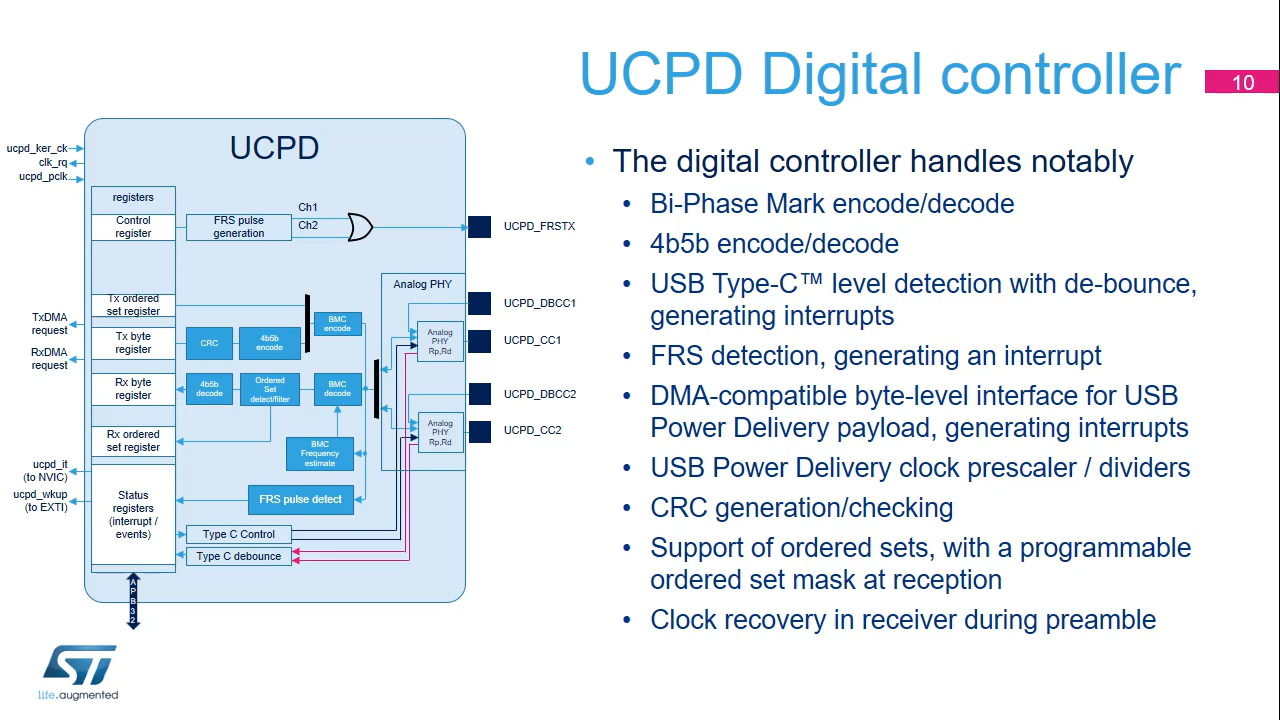 UCPD Digital controller
10
UCPD
ucpd_ker_ck
clk_rq
ucpd_pclk
registers
Control
register
FRS pulse
generation
Ch1
Ch2
UCPD_FRSTX
Analog PHY
Tx ordered
set register
UCPD_DBCC1
TxDMA
request
BMC
encode
Tx byte
register
CRC
4b5b
encode
Analog
PHY
Rp,Rd
UCPD_CC1
RxDMA
request
Rx byte
register
4b5b
decode
Ordered
Set
detect/filter
BMC
decode
UCPD_DBCC2
Rx ordered
set register
Analog
PHY
Rp,Rd
UCPD_CC2
BMC
Frequency
estimate
ucpd_it
(to NVIC)
ucpd_wkup
(to EXTI)
Status
registers
(interrupt /
events)
FRS pulse detect
Type C Control
Type C debounce
APB32
• The digital controller handles notably
• Bi-Phase Mark encode/decode
• 4b5b encode/decode
• USB Type-C™ level detection with de-bounce,
generating interrupts
• FRS detection, generating an interrupt
• DMA-compatible byte-level interface for USB
Power Delivery payload, generating interrupts
• USB Power Delivery clock prescaler / dividers
• CRC generation/checking
• Support of ordered sets, with a programmable
ordered set mask at reception
• Clock recovery in receiver during preamble
ST
life.augmented